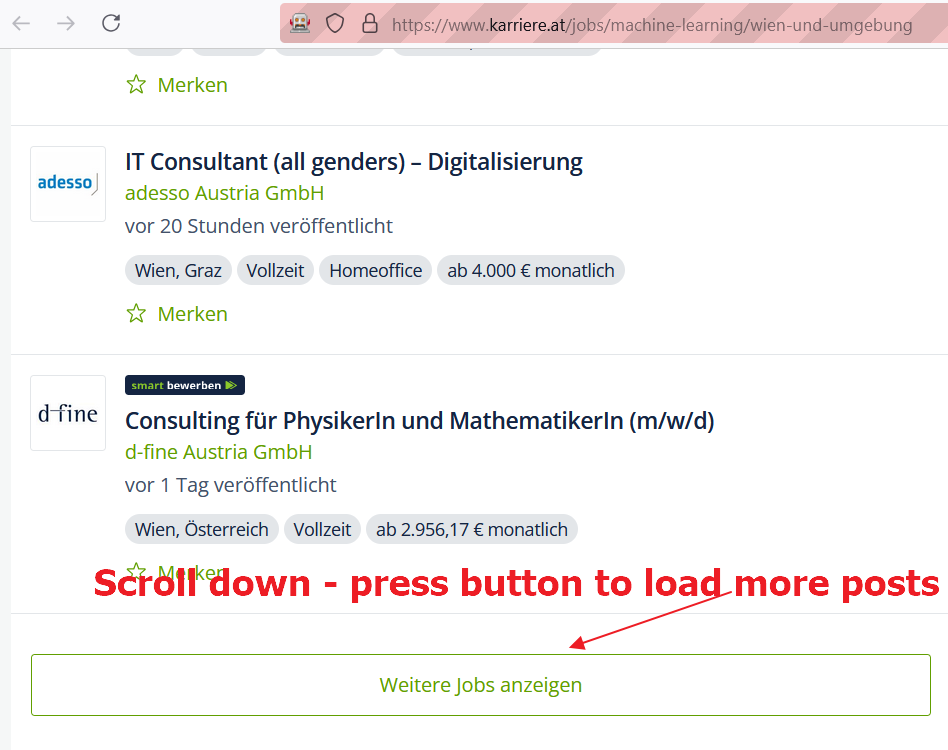 https://www.karriere.at/jobs/machine-learning/wien-und-umgebung
Merken
adesso
IT Consultant (all genders) – Digitalisierung
adesso Austria GmbH
vor 20 Stunden veröffentlicht
Wien, Graz Vollzeit Homeoffice ab 4.000 € monatlich
Merken
smart bewerben
d-fine
Consulting für PhysikerIn und MathematikerIn (m/w/d)
d-fine Austria GmbH
vor 1 Tag veröffentlicht
Wien, Österreich Vollzeit ab 2.956,17 € monatlich
Merken
Scroll down - press button to load more posts
Weitere Jobs anzeigen